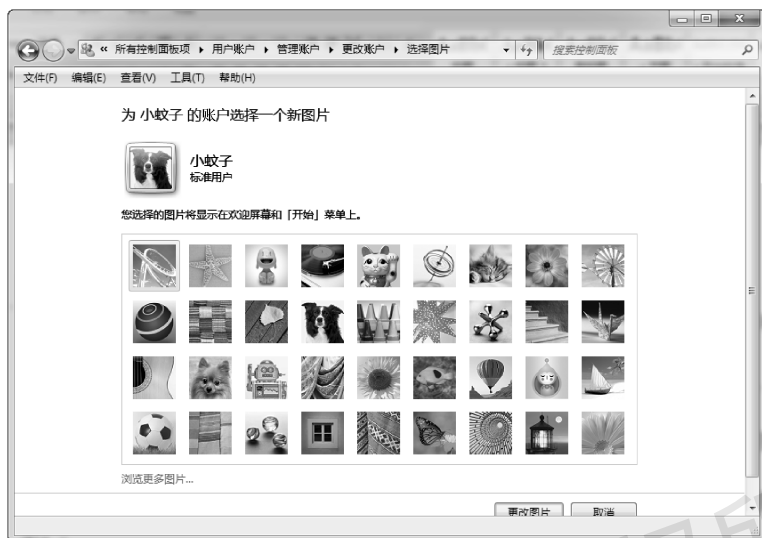 « 所有控制面板项 ▸ 用户账户 ▸ 管理账户 ▸ 更改账户 ▸ 选择图片 搜索控制面板
文件(F) 编辑(E) 查看(V) 工具(T) 帮助(H)
为 小蚊子 的账户选择一个新图片
小蚊子
标准用户
您选择的图片将显示在欢迎屏幕和「开始」菜单上。
浏览更多图片...
更改图片 取消